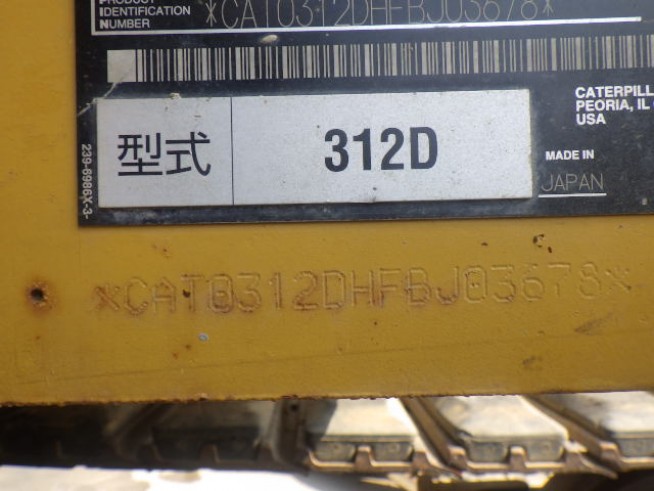 PRODUCT
IDENTIFICATION
NUMBER
*CAT0312DHFBJ03678*
CATERPILL
PEORIA, IL
USA
型式
312D
MADE IN
JAPAN
239-6986X-3-
*CAT0312DHFBJ03678*